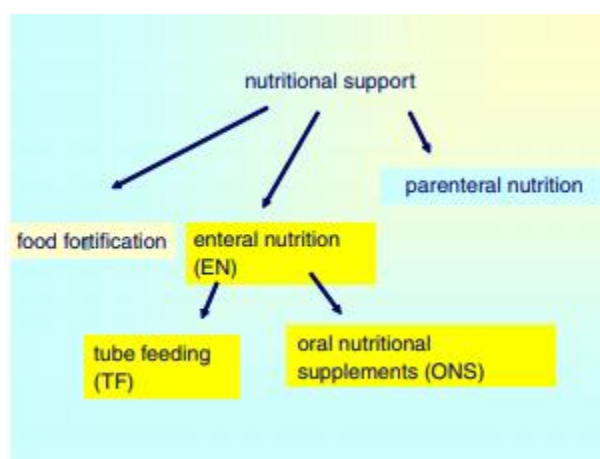 nutritional support
parenteral nutrition
food fortification
enteral nutrition
(EN)
tube feeding
(TF)
oral nutritional
supplements (ONS)